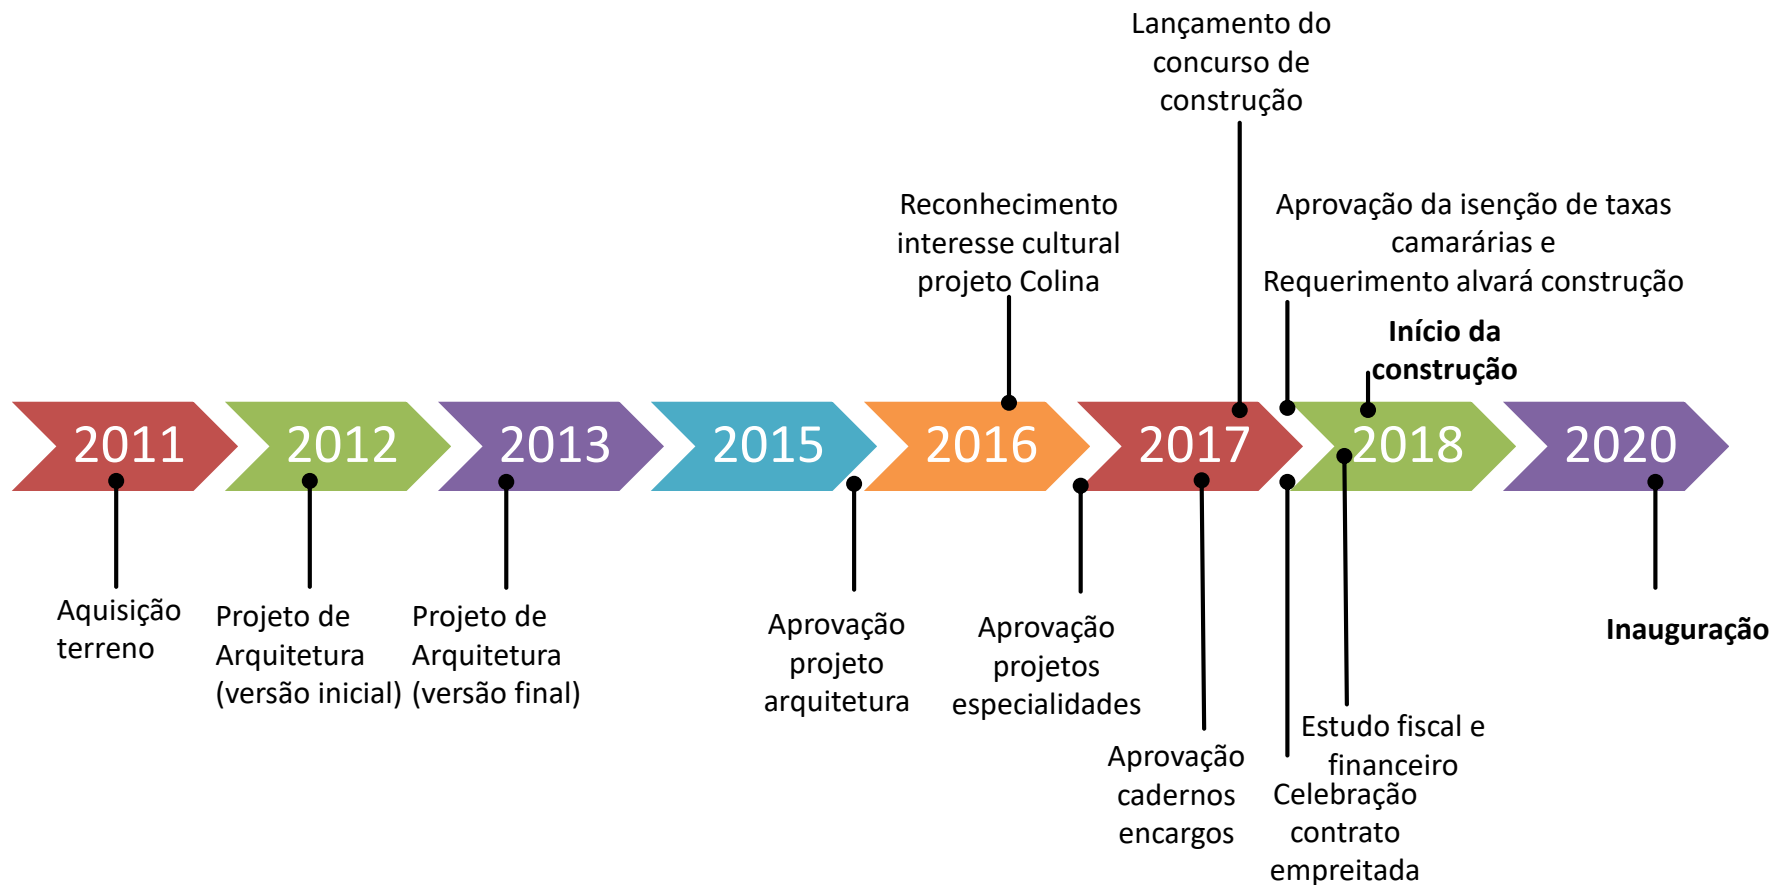 Lançamento do
concurso de
construção
Reconhecimento
interesse cultural
projeto Colina
Aprovação da isenção de taxas
camarárias e
Requerimento alvará construção
Início da
construção
2011
2012
2013
2015
2016
2017
2018
2020
Aquisição
terreno
Projeto de
Arquitetura
(versão inicial)
Projeto de
Arquitetura
(versão final)
Aprovação
projeto
arquitetura
Aprovação
projetos
especialidades
Aprovação
cadernos
encargos
Estudo fiscal e
financeiro
Celebração
contrato
empreitada
Inauguração